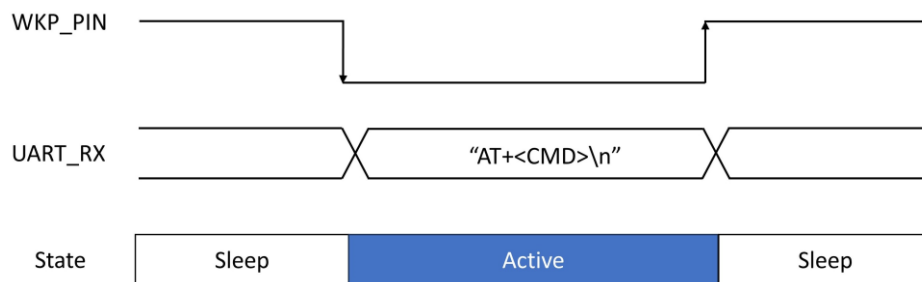 WKP_PIN
UART_RX “AT+<CMD>\n”
State Sleep Active Sleep